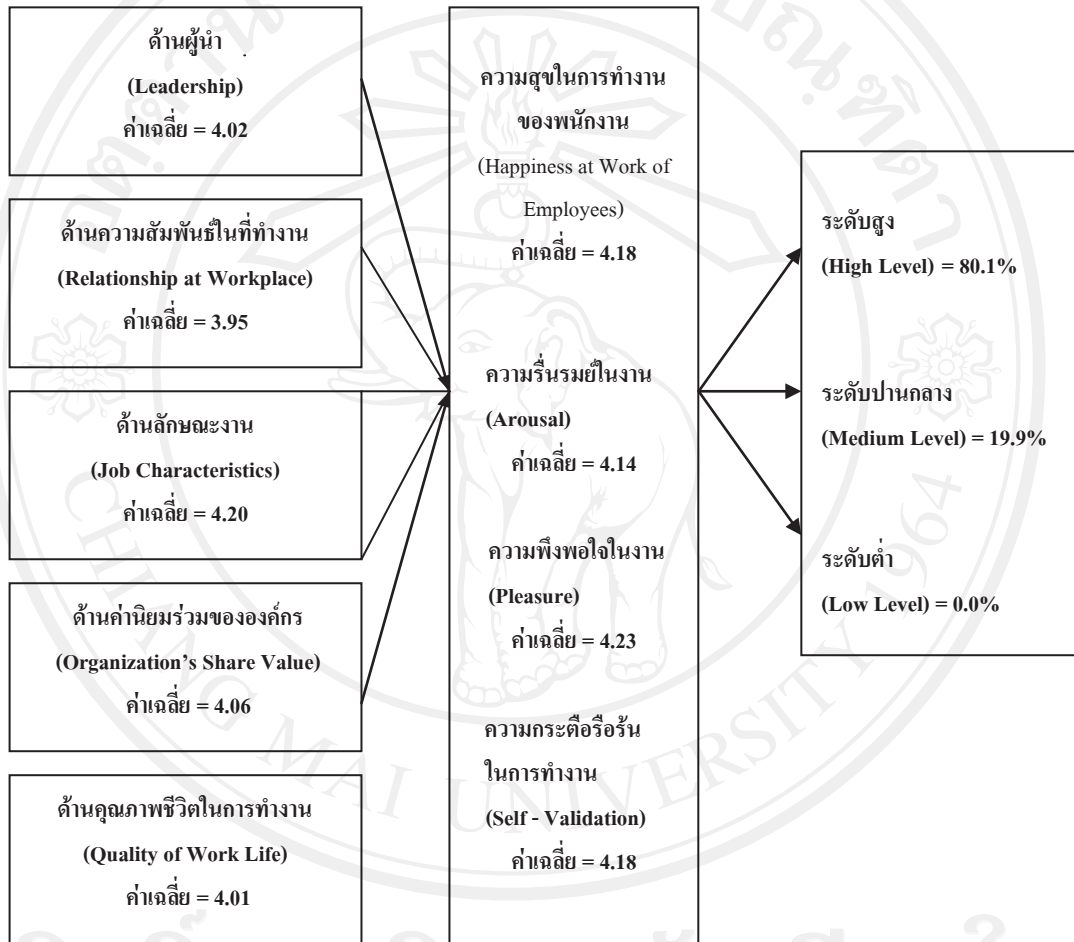 ด้านผู้นำ
(Leadership)
ค่าเฉลี่ย = 4.02
ด้านความสัมพันธ์ในที่ทำงาน
(Relationship at Workplace)
ค่าเฉลี่ย = 3.95
ด้านลักษณะงาน
(Job Characteristics)
ค่าเฉลี่ย = 4.20
ด้านค่านิยมร่วมขององค์กร
(Organization’s Share Value)
ค่าเฉลี่ย = 4.06
ด้านคุณภาพชีวิตในการทำงาน
(Quality of Work Life)
ค่าเฉลี่ย = 4.01
ความสุขในการทำงาน
ของพนักงาน
(Happiness at Work of
Employees)
ค่าเฉลี่ย = 4.18
ความรื่นรมย์ในงาน
(Arousal)
ค่าเฉลี่ย = 4.14
ความพึงพอใจในงาน
(Pleasure)
ค่าเฉลี่ย = 4.23
ความกระตือรือร้น
ในการทำงาน
(Self - Validation)
ค่าเฉลี่ย = 4.18
ระดับสูง
(High Level) = 80.1%
ระดับปานกลาง
(Medium Level) = 19.9%
ระดับต่ำ
(Low Level) = 0.0%
CHIANG MAI UNIVERSITY 1964